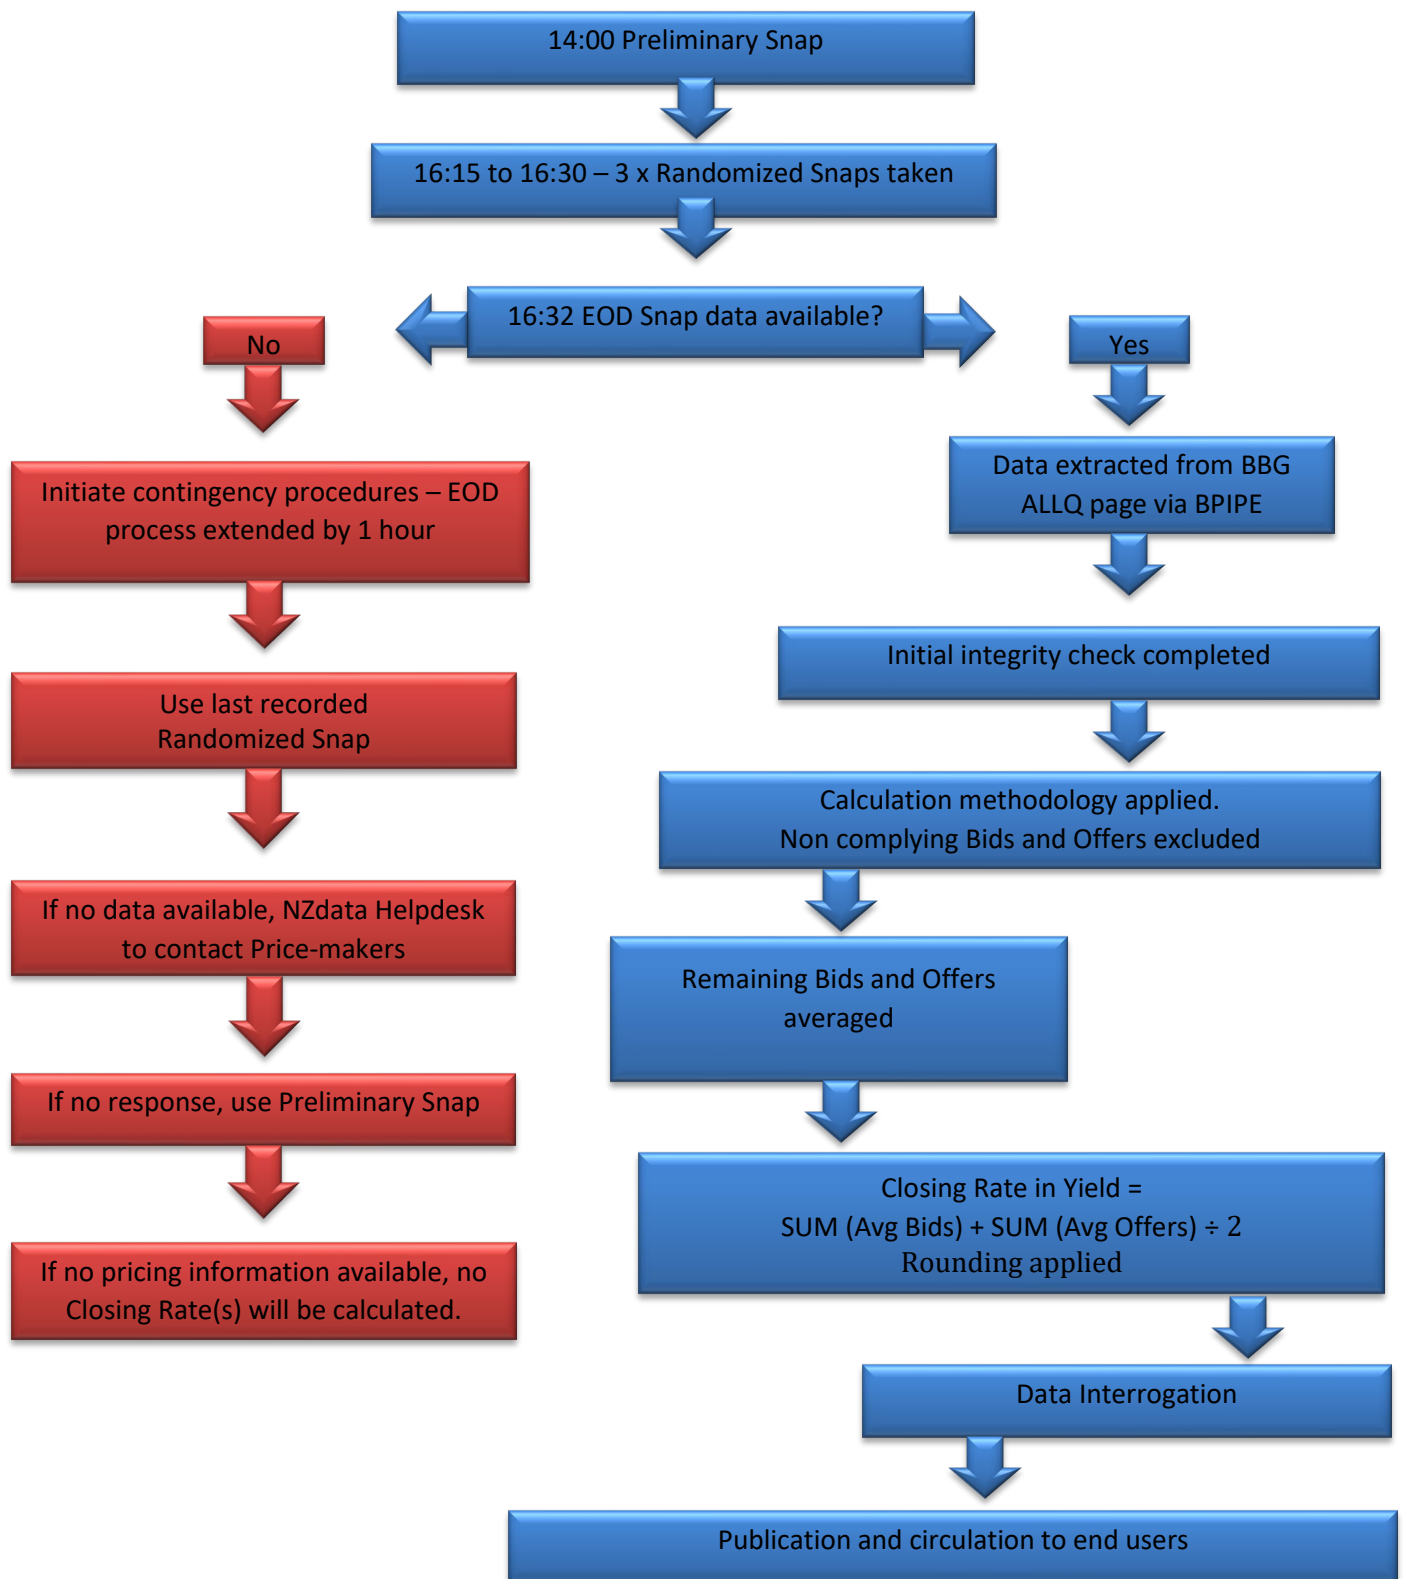 14:00 Preliminary Snap
16:15 to 16:30 – 3 x Randomized Snaps taken
16:32 EOD Snap data available?
No
Yes
Initiate contingency procedures – EOD
process extended by 1 hour
Use last recorded
Randomized Snap
If no data available, NZdata Helpdesk
to contact Price-makers
If no response, use Preliminary Snap
If no pricing information available, no
Closing Rate(s) will be calculated.
Data extracted from BBG
ALLQ page via BPIPE
Initial integrity check completed
Calculation methodology applied.
Non complying Bids and Offers excluded
Remaining Bids and Offers
averaged
Closing Rate in Yield =
SUM (Avg Bids) + SUM (Avg Offers) ÷ 2
Rounding applied
Data Interrogation
Publication and circulation to end users